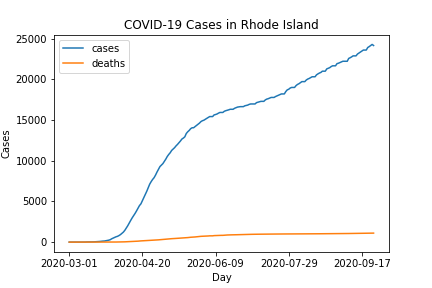 COVID-19 Cases in Rhode Island
25000
20000
15000
10000
5000
0
Cases
cases
deaths
2020-03-01 2020-04-20 2020-06-09 2020-07-29 2020-09-17
Day